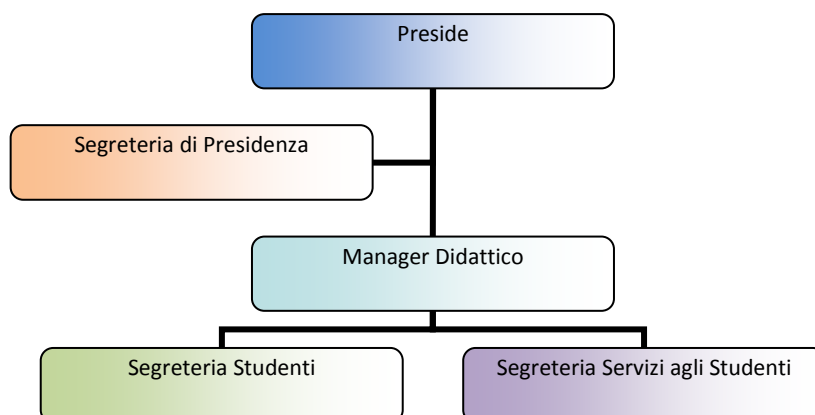 Preside
Segreteria di Presidenza
Manager Didattico
Segreteria Studenti
Segreteria Servizi agli Studenti